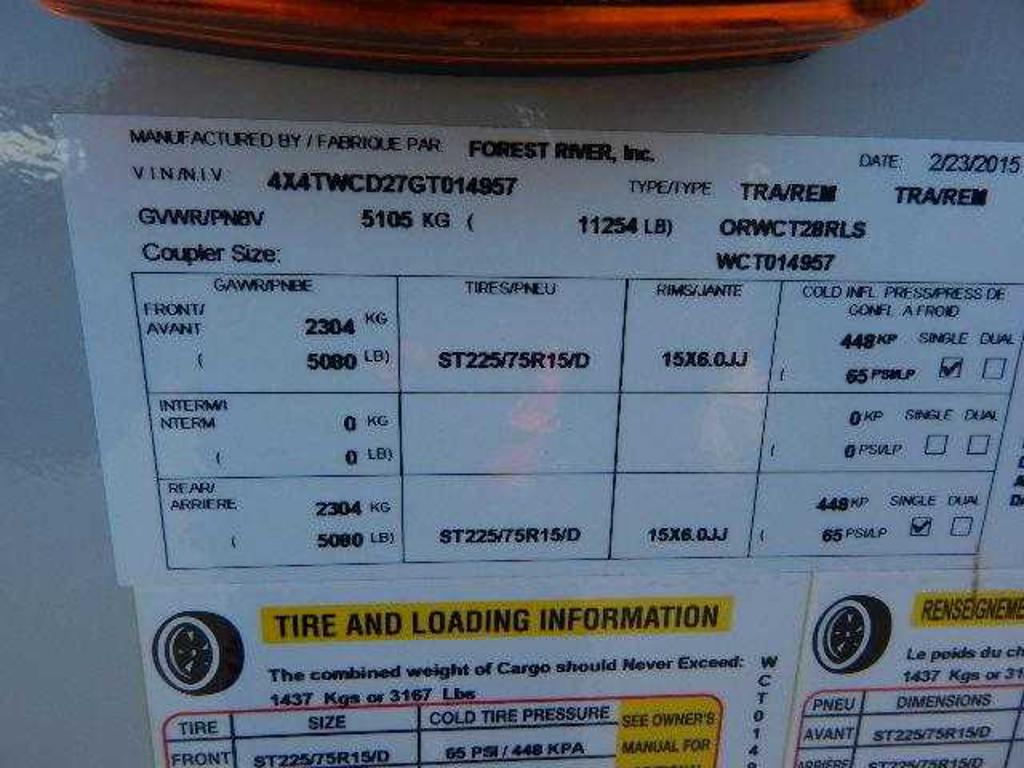 MANUFACTURED BY / FABRIQUE PAR: FOREST RIVER, Inc. DATE: 2/23/2015
V I N/N.I.V 4X4TWCD27GT014957 TYPE/TYPE TRA/REM TRA/REM
GVWR/PNBV 5105 KG ( 11254 LB) ORWCT28RLS
Coupler Size: WCT014957
GAWR/PNBE TIRES/PNEU RIMS/JANTE COLD INFL. PRESS/PRESS DE
GONFL. A FROID
FRONT/
AVANT 2304 KG 448 KP SINGLE DUAL
( 5080 LB) ST225/75R15/D 15X6.0JJ ( 65 PSI/LP
INTERM/I
NTERM 0 KG 0 KP SINGLE DUAL
( 0 LB) ( 0 PSI/LP
REAR/
ARRIERE 2304 KG 448 KP SINGLE DUAL
( 5080 LB) ST225/75R15/D 15X6.0JJ ( 65 PSI/LP
TIRE AND LOADING INFORMATION
The combined weight of Cargo should Never Exceed:
1437 Kgs or 3167 Lbs
TIRE SIZE COLD TIRE PRESSURE SEE OWNER'S
FRONT ST225/75R15/D 65 PSI / 448 KPA MANUAL FOR
W
C
T
0
1
4
RENSEIGNEME
Le poids du ch
1437 Kgs or 31
PNEU DIMENSIONS
AVANT ST225/75R15/D
ARRIERE ST225/75R15/D